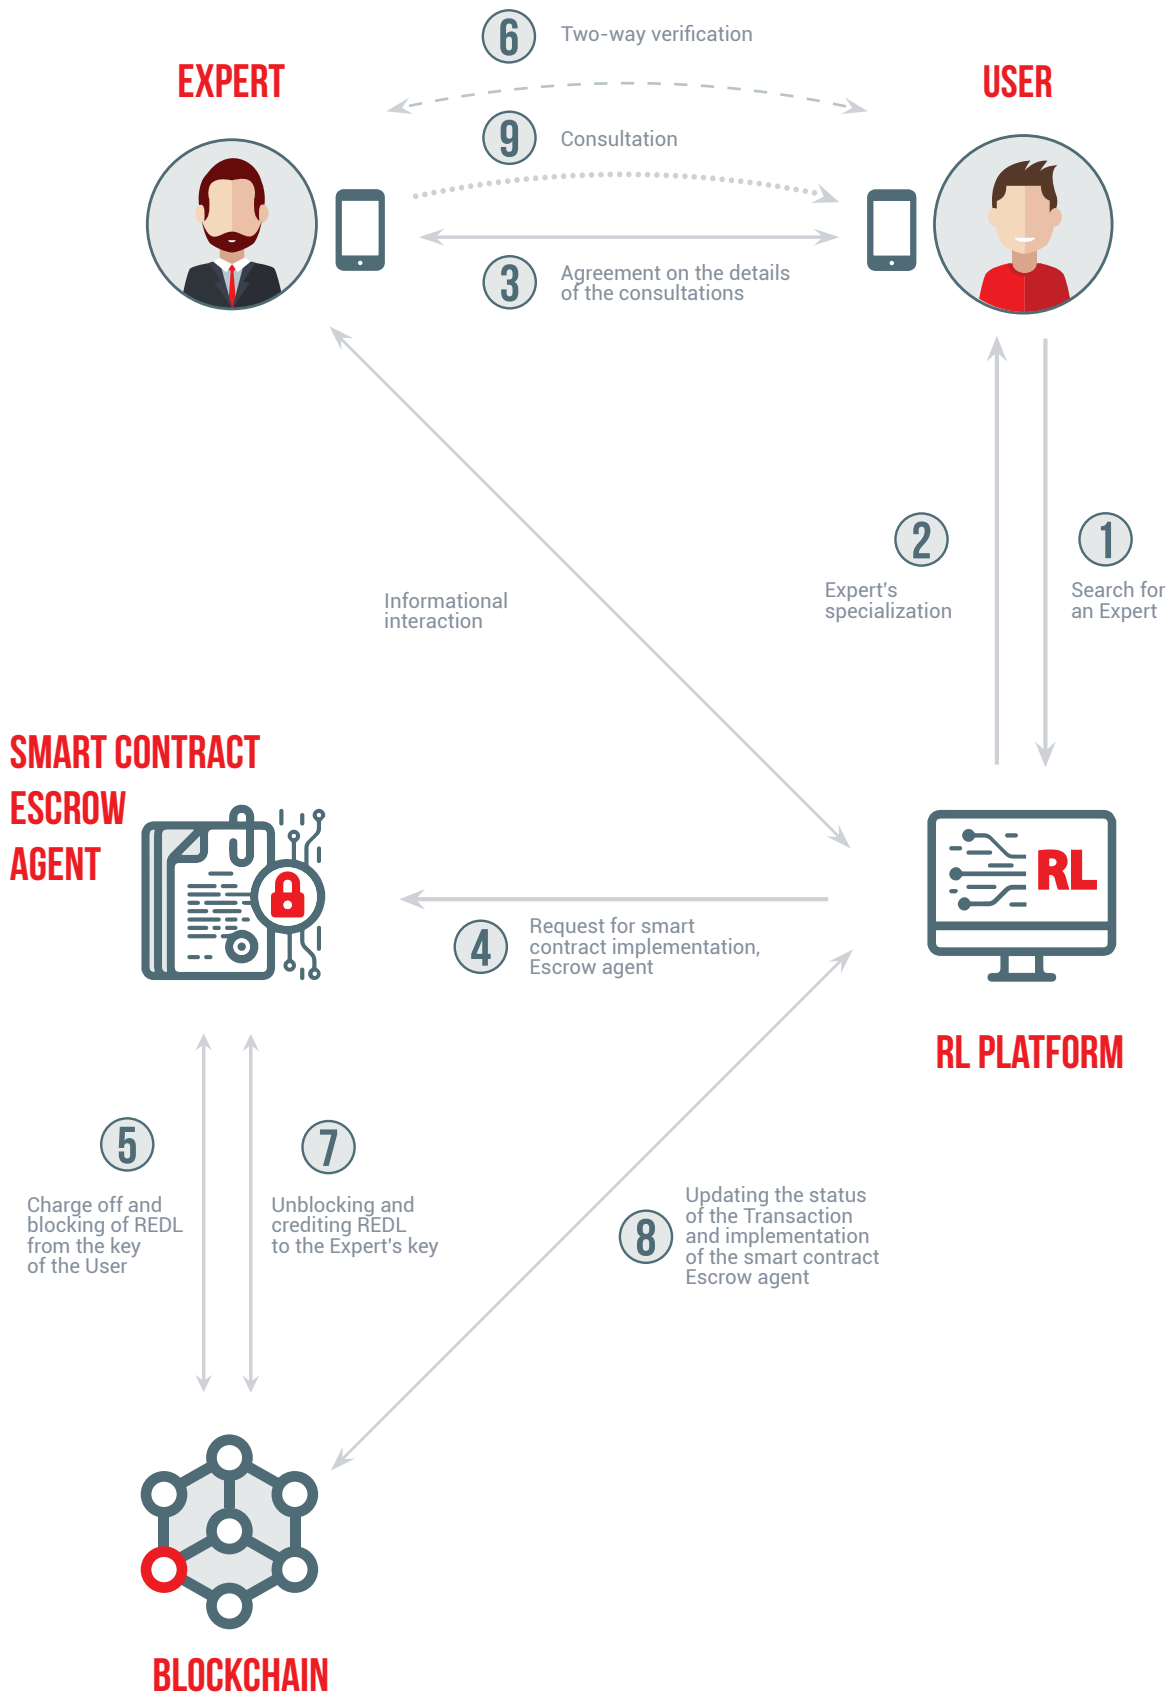 6
Two-way verification
EXPERT
USER
9
Consultation
3
Agreement on the details
of the consultations
2
Expert's
specialization
1
Search for
an Expert
Informational
interaction
SMART CONTRACT
ESCROW
AGENT
RL
4
Request for smart
contract implementation,
Escrow agent
RL PLATFORM
5
Charge off and
blocking of REDL
from the key
of the User
7
Unblocking and
crediting REDL
to the Expert's key
8
Updating the status
of the Transaction
and implementation
of the smart contract
Escrow agent
BLOCKCHAIN